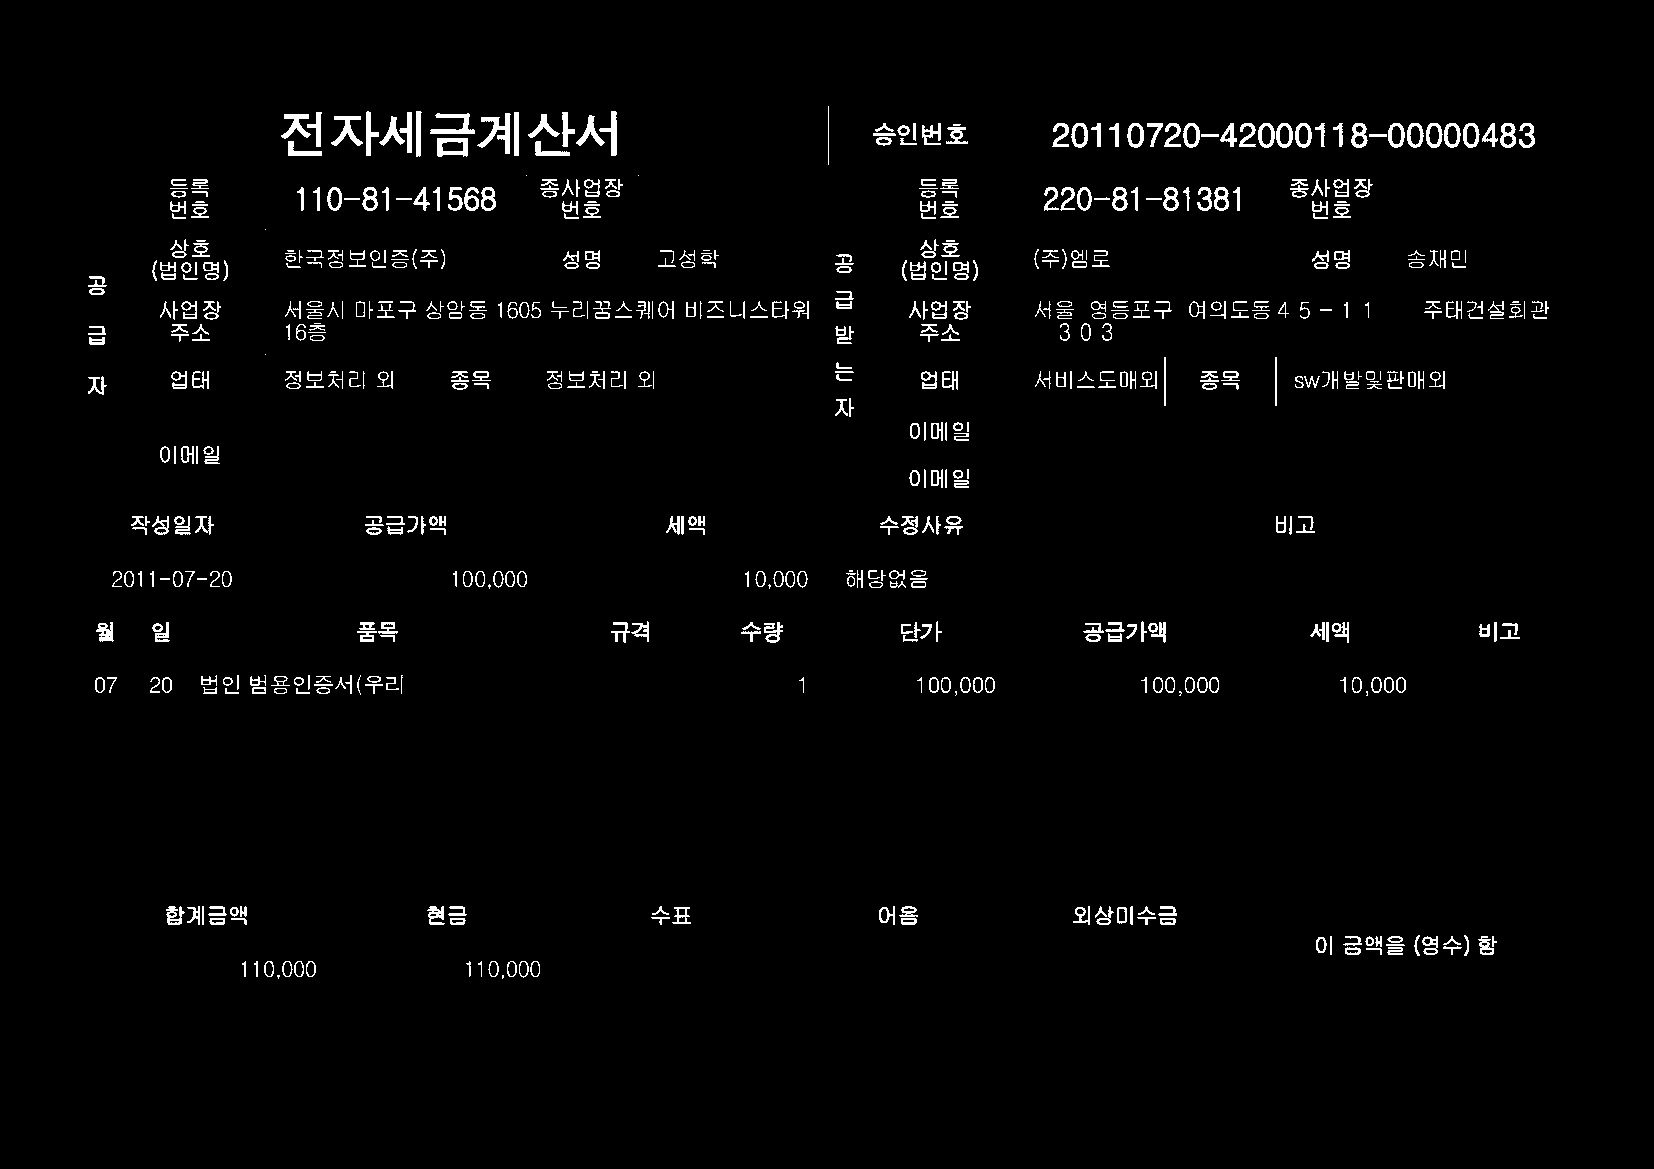 전자세금계산서 승인번호 20110720-42000118-00000483
등록 등록
번호 110-81-41568 종사업장 번호 220-81-81381 종사업장
번호 번호
상호 상호
(법인명) 한국정보인증(주) 성명 고성학 (법인명) (주)엠로 성명 송재민
공급자 공급받는자
사업장 서울시 마포구 상암동 1605 누리꿈스퀘어 비즈니스타워 사업장 서울 영등포구 여의도동45-11 주태건설회관
주소 16층 주소 303
업태 정보처리 외 종목 정보처리 외 업태 서비스도매외 종목 sw개발및판매외
이메일 이메일
이메일
작성일자 공급가액 세액 수정사유 비고
2011-07-20 100,000 10,000 해당없음
월 일 품목 규격 수량 단가 공급가액 세액 비고
07 20 법인 범용인증서(우리 1 100,000 100,000 10,000
합계금액 현금 수표 어음 외상미수금
이 금액을 (영수) 함
110,000 110,000